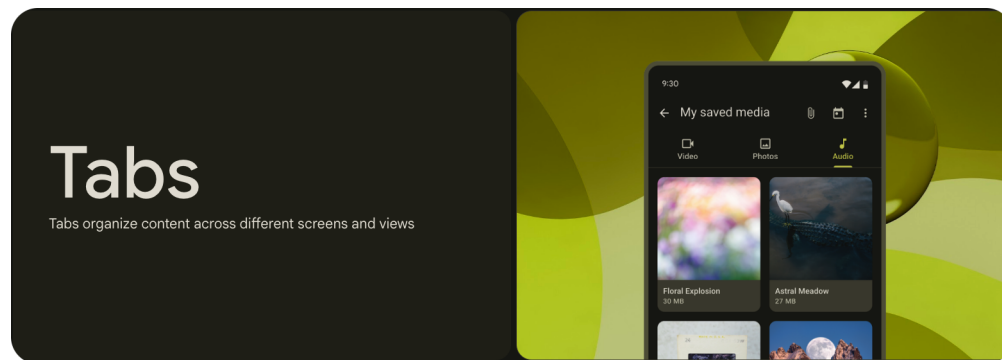 Tabs
Tabs organize content across different screens and views
9:30
My saved media
Video Photos Audio
Floral Explosion
30 MB
Astral Meadow
27 MB